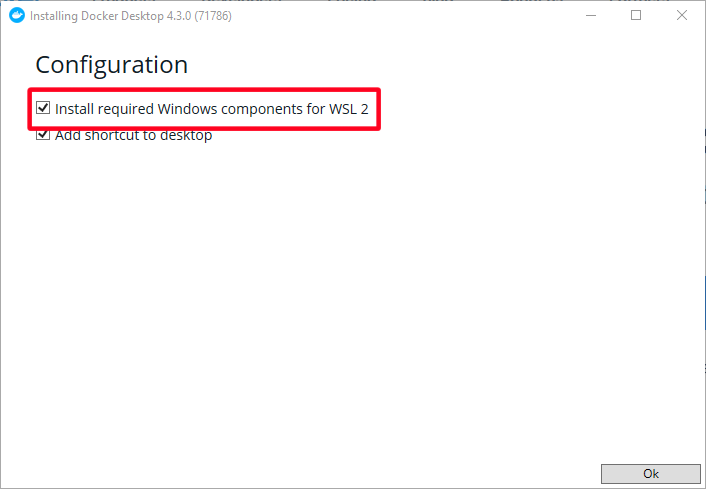 Installing Docker Desktop 4.3.0 (71786)
Configuration
Install required Windows components for WSL 2
Add shortcut to desktop
Ok